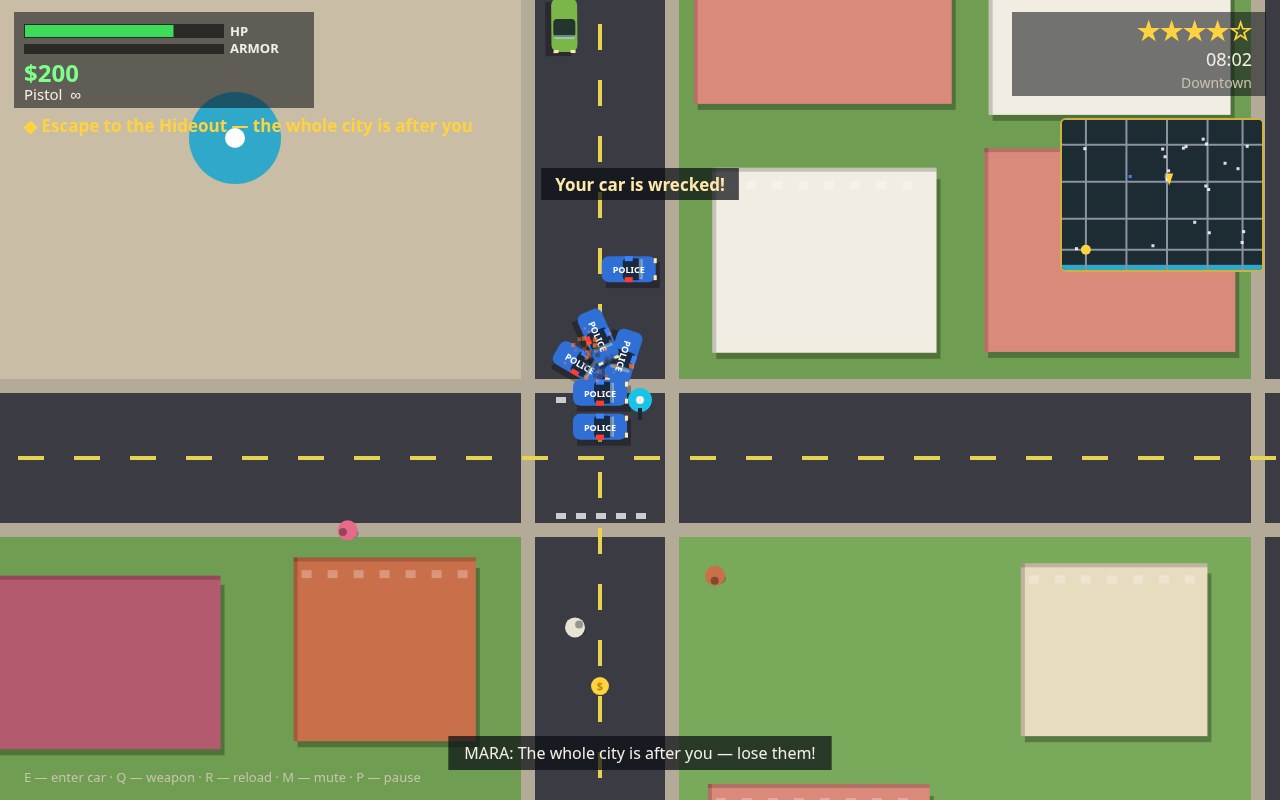 HP
ARMOR
$200
Pistol ∞
◆ Escape to the Hideout — the whole city is after you
★★★★☆
08:02
Downtown
Your car is wrecked!
POLICE
POLICE
POLICE
POLICE
POLICE
POLICE
$
MARA: The whole city is after you — lose them!
E — enter car · Q — weapon · R — reload · M — mute · P — pause